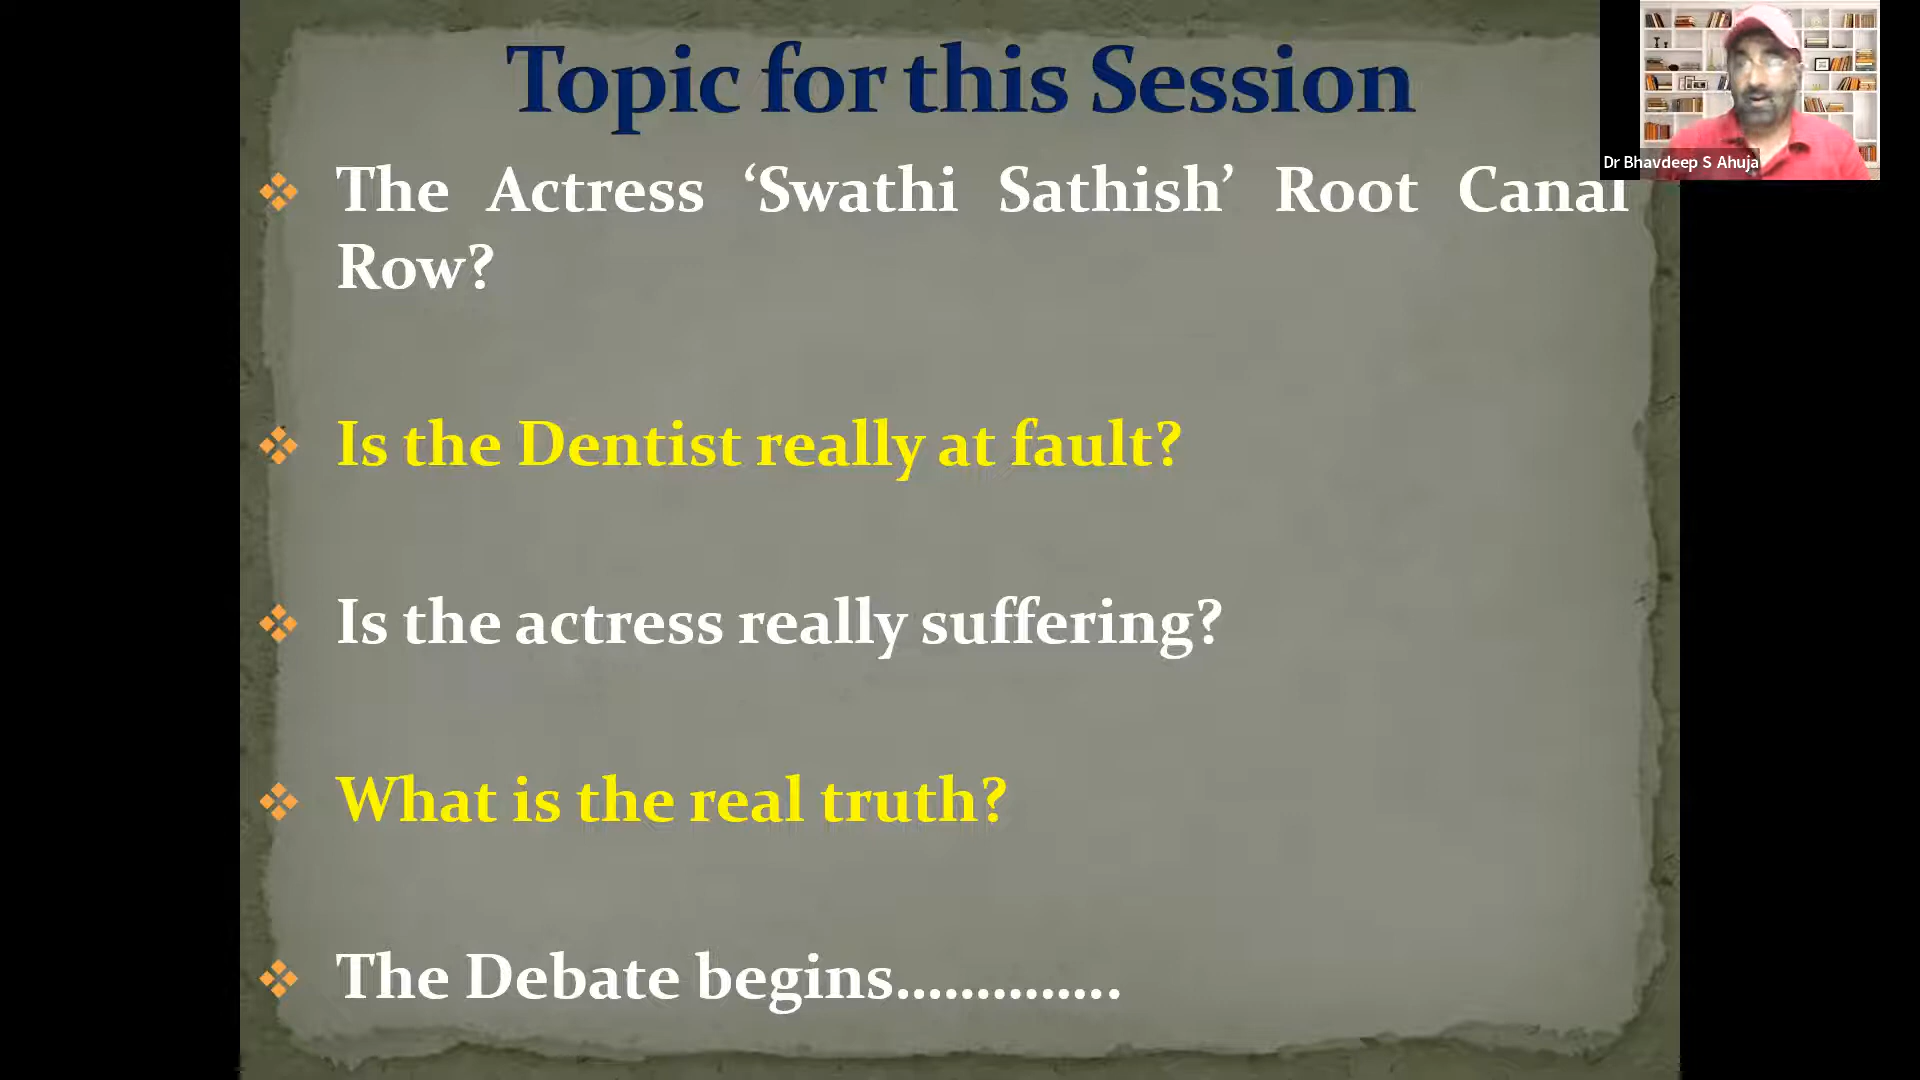 Topic for this Session
The Actress ‘Swathi Sathish’ Root Canal
Row?
Is the Dentist really at fault?
Is the actress really suffering?
What is the real truth?
The Debate begins..............
Dr Bhavdeep S Ahuja